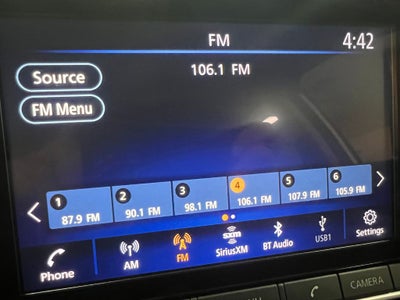 FM 4:42
Source 106.1 FM
FM Menu
1 2 3 4 5 6
87.9 FM 90.1 FM 98.1 FM 106.1 FM 107.9 FM 105.9 FM
Phone AM FM sxm SiriusXM BT Audio USB1 Settings
CAMERA